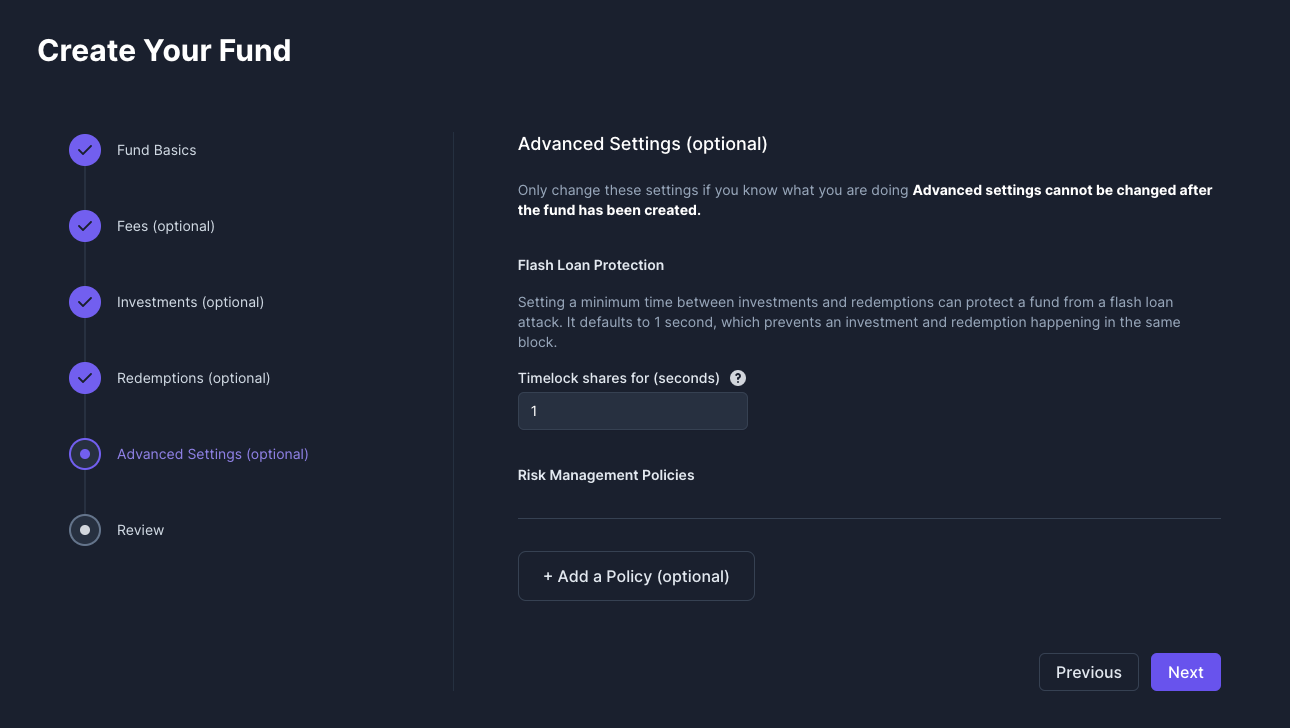 Create Your Fund
Fund Basics
Fees (optional)
Investments (optional)
Redemptions (optional)
Advanced Settings (optional)
Review
Advanced Settings (optional)
Only change these settings if you know what you are doing Advanced settings cannot be changed after
the fund has been created.
Flash Loan Protection
Setting a minimum time between investments and redemptions can protect a fund from a flash loan
attack. It defaults to 1 second, which prevents an investment and redemption happening in the same
block.
Timelock shares for (seconds) ?
1
Risk Management Policies
+ Add a Policy (optional)
Previous
Next